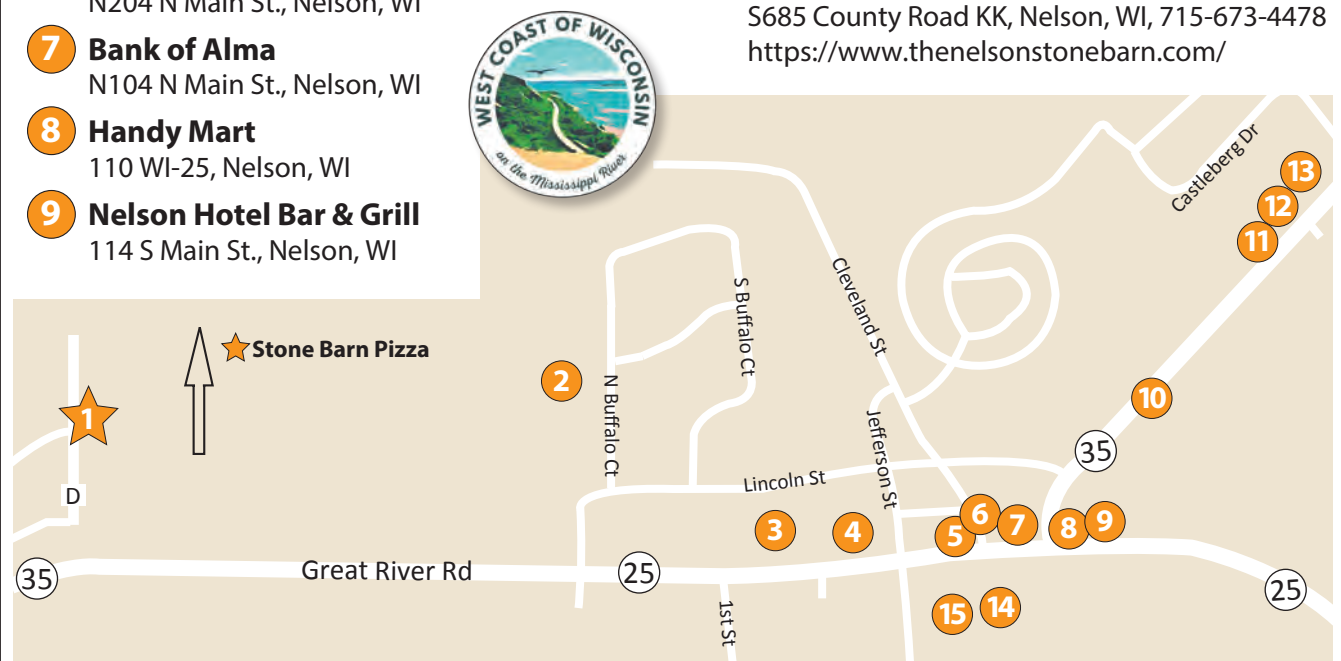 N204 N Main St., Nelson, WI
7 Bank of Alma
N104 N Main St., Nelson, WI
8 Handy Mart
110 WI-25, Nelson, WI
9 Nelson Hotel Bar & Grill
114 S Main St., Nelson, WI
WEST COAST OF WISCONSIN
on the Mississippi River
S685 County Road KK, Nelson, WI, 715-673-4478
https://www.thenelsonstonebarn.com/
Castleberg Dr
13
12
11
Cleveland St
S Buffalo Ct
Stone Barn Pizza
1
2
N Buffalo Ct
10
Jefferson St
35
D
Lincoln St
3
4
5
6
7
8
9
35
Great River Rd
25
25
1st St
15
14